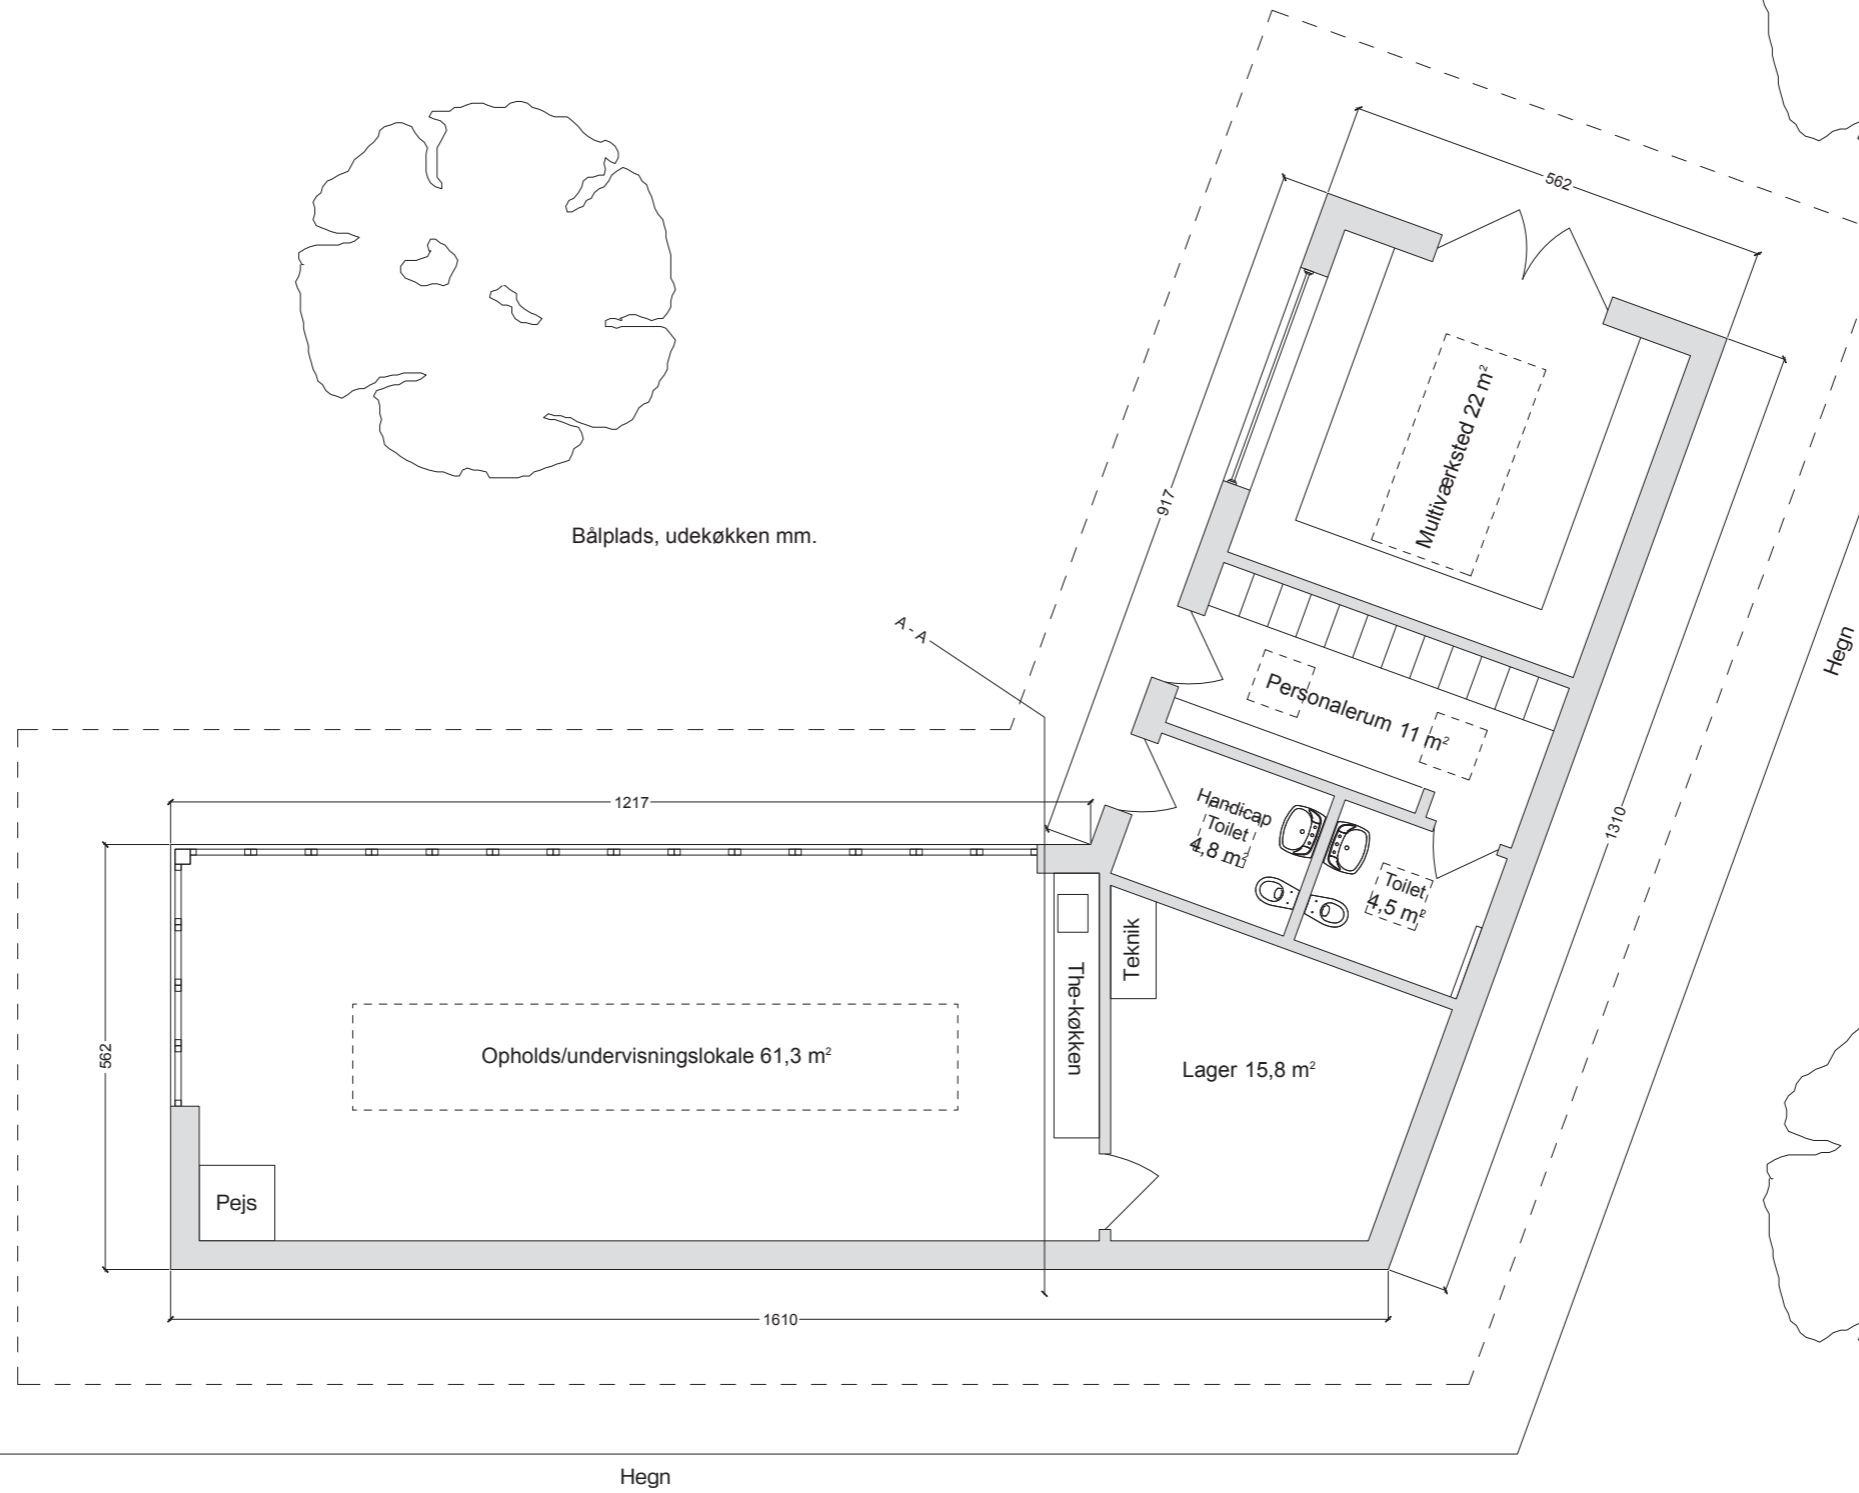 562
917
Multiværksted 22 m²
Bålplads, udekøkken mm.
A - A
Personalerum 11 m²
Hegn
1217
Handicap
Toilet
4,8 m²
Toilet
4,5 m²
1310
Teknik
The-køkken
562
Opholds/undervisningslokale 61,3 m²
Lager 15,8 m²
Pejs
1610
Hegn